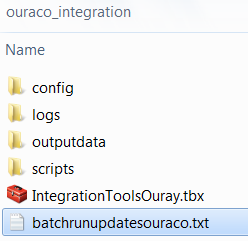 ouraco_integration
Name
config
logs
outputdata
scripts
IntegrationToolsOuray.tbx
batchrunupdatesouraco.txt